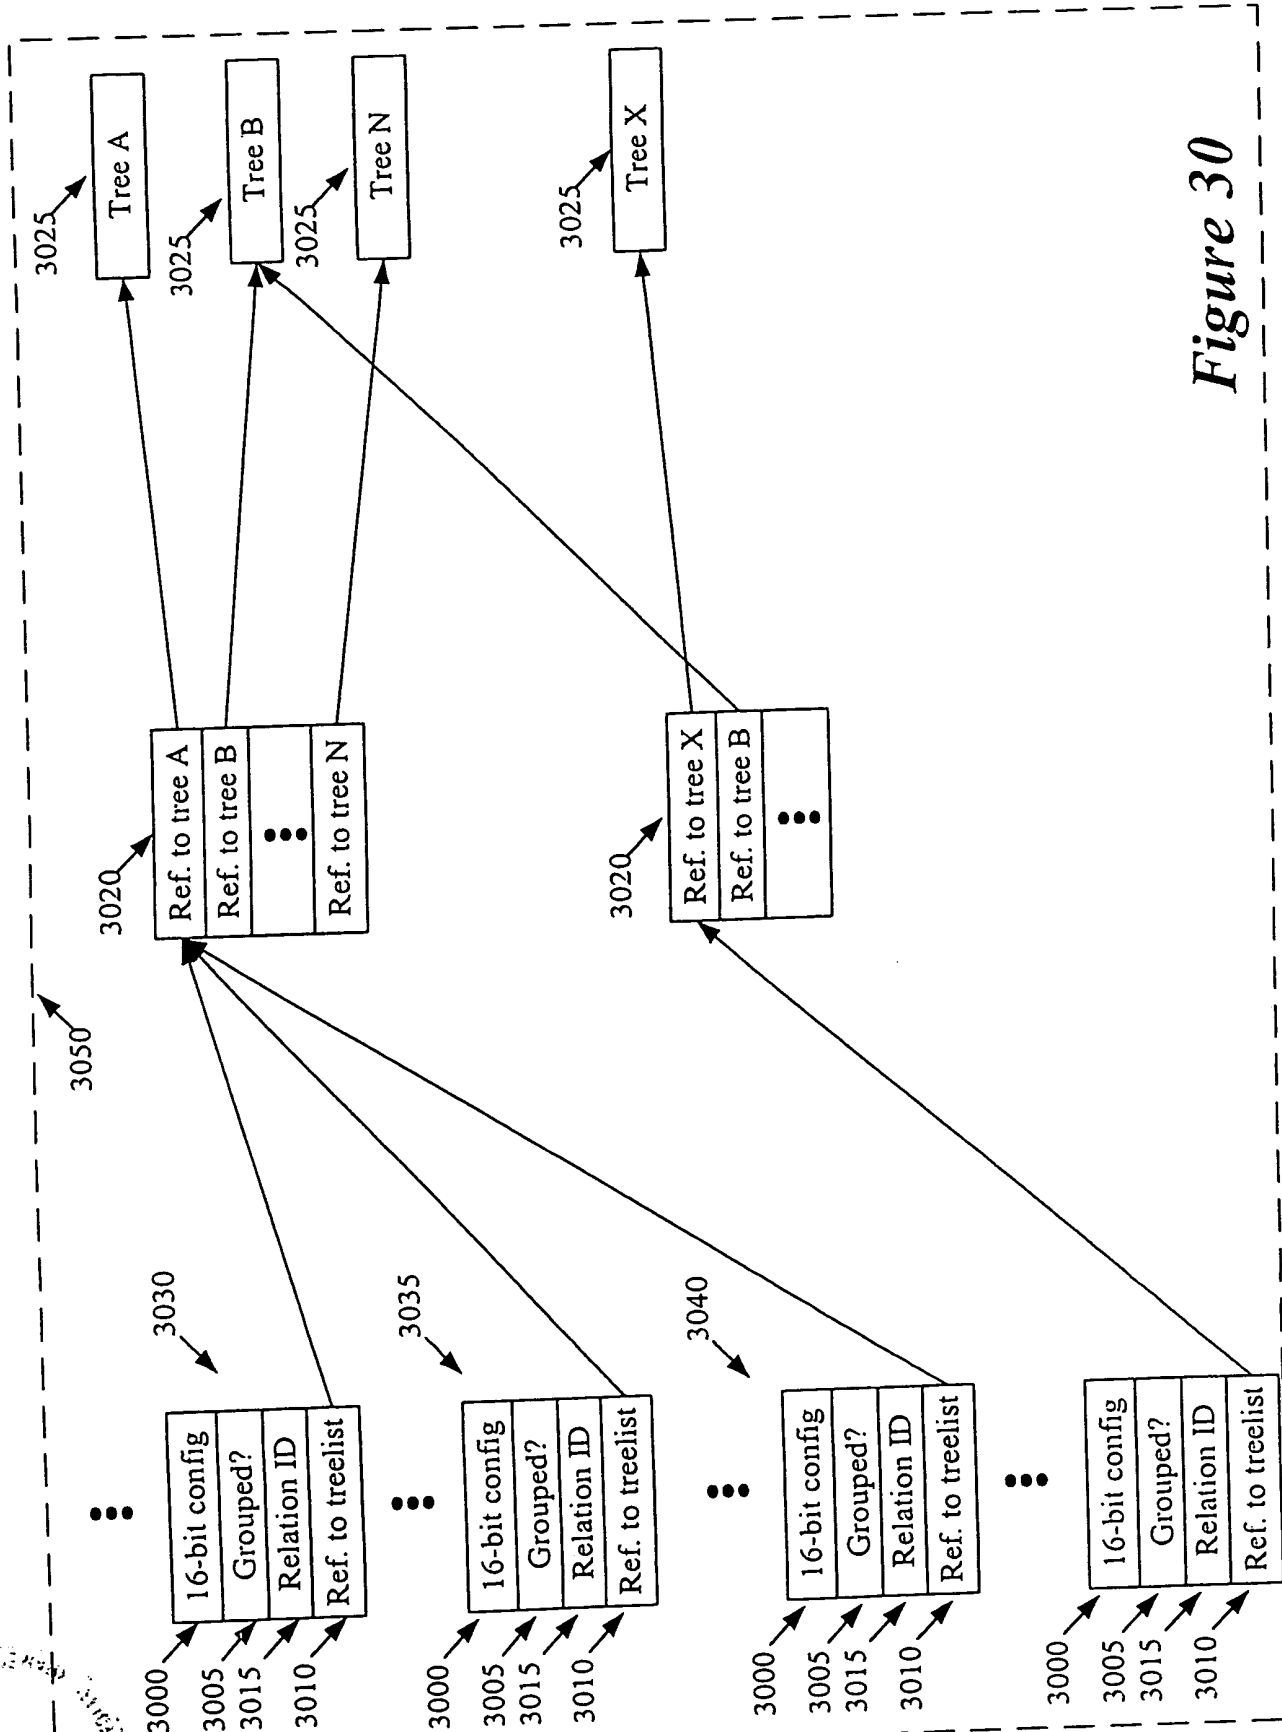 3050
3000
3005
3015
3010
16-bit config
Grouped?
Relation ID
Ref. to treelist
3030
3000
3005
3015
3010
16-bit config
Grouped?
Relation ID
Ref. to treelist
3035
3000
3005
3015
3010
16-bit config
Grouped?
Relation ID
Ref. to treelist
3040
3000
3005
3015
3010
16-bit config
Grouped?
Relation ID
Ref. to treelist
3020
Ref. to tree A
Ref. to tree B
Ref. to tree N
3020
Ref. to tree X
Ref. to tree B
3025
Tree A
3025
Tree B
3025
Tree N
3025
Tree X
Figure 30